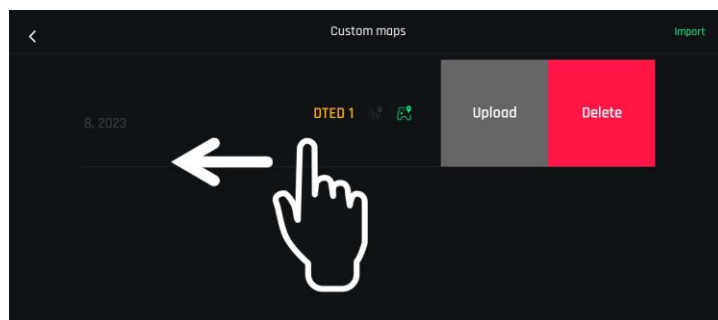 Custom maps
Import
8, 2023
DTED 1
Upload
Delete